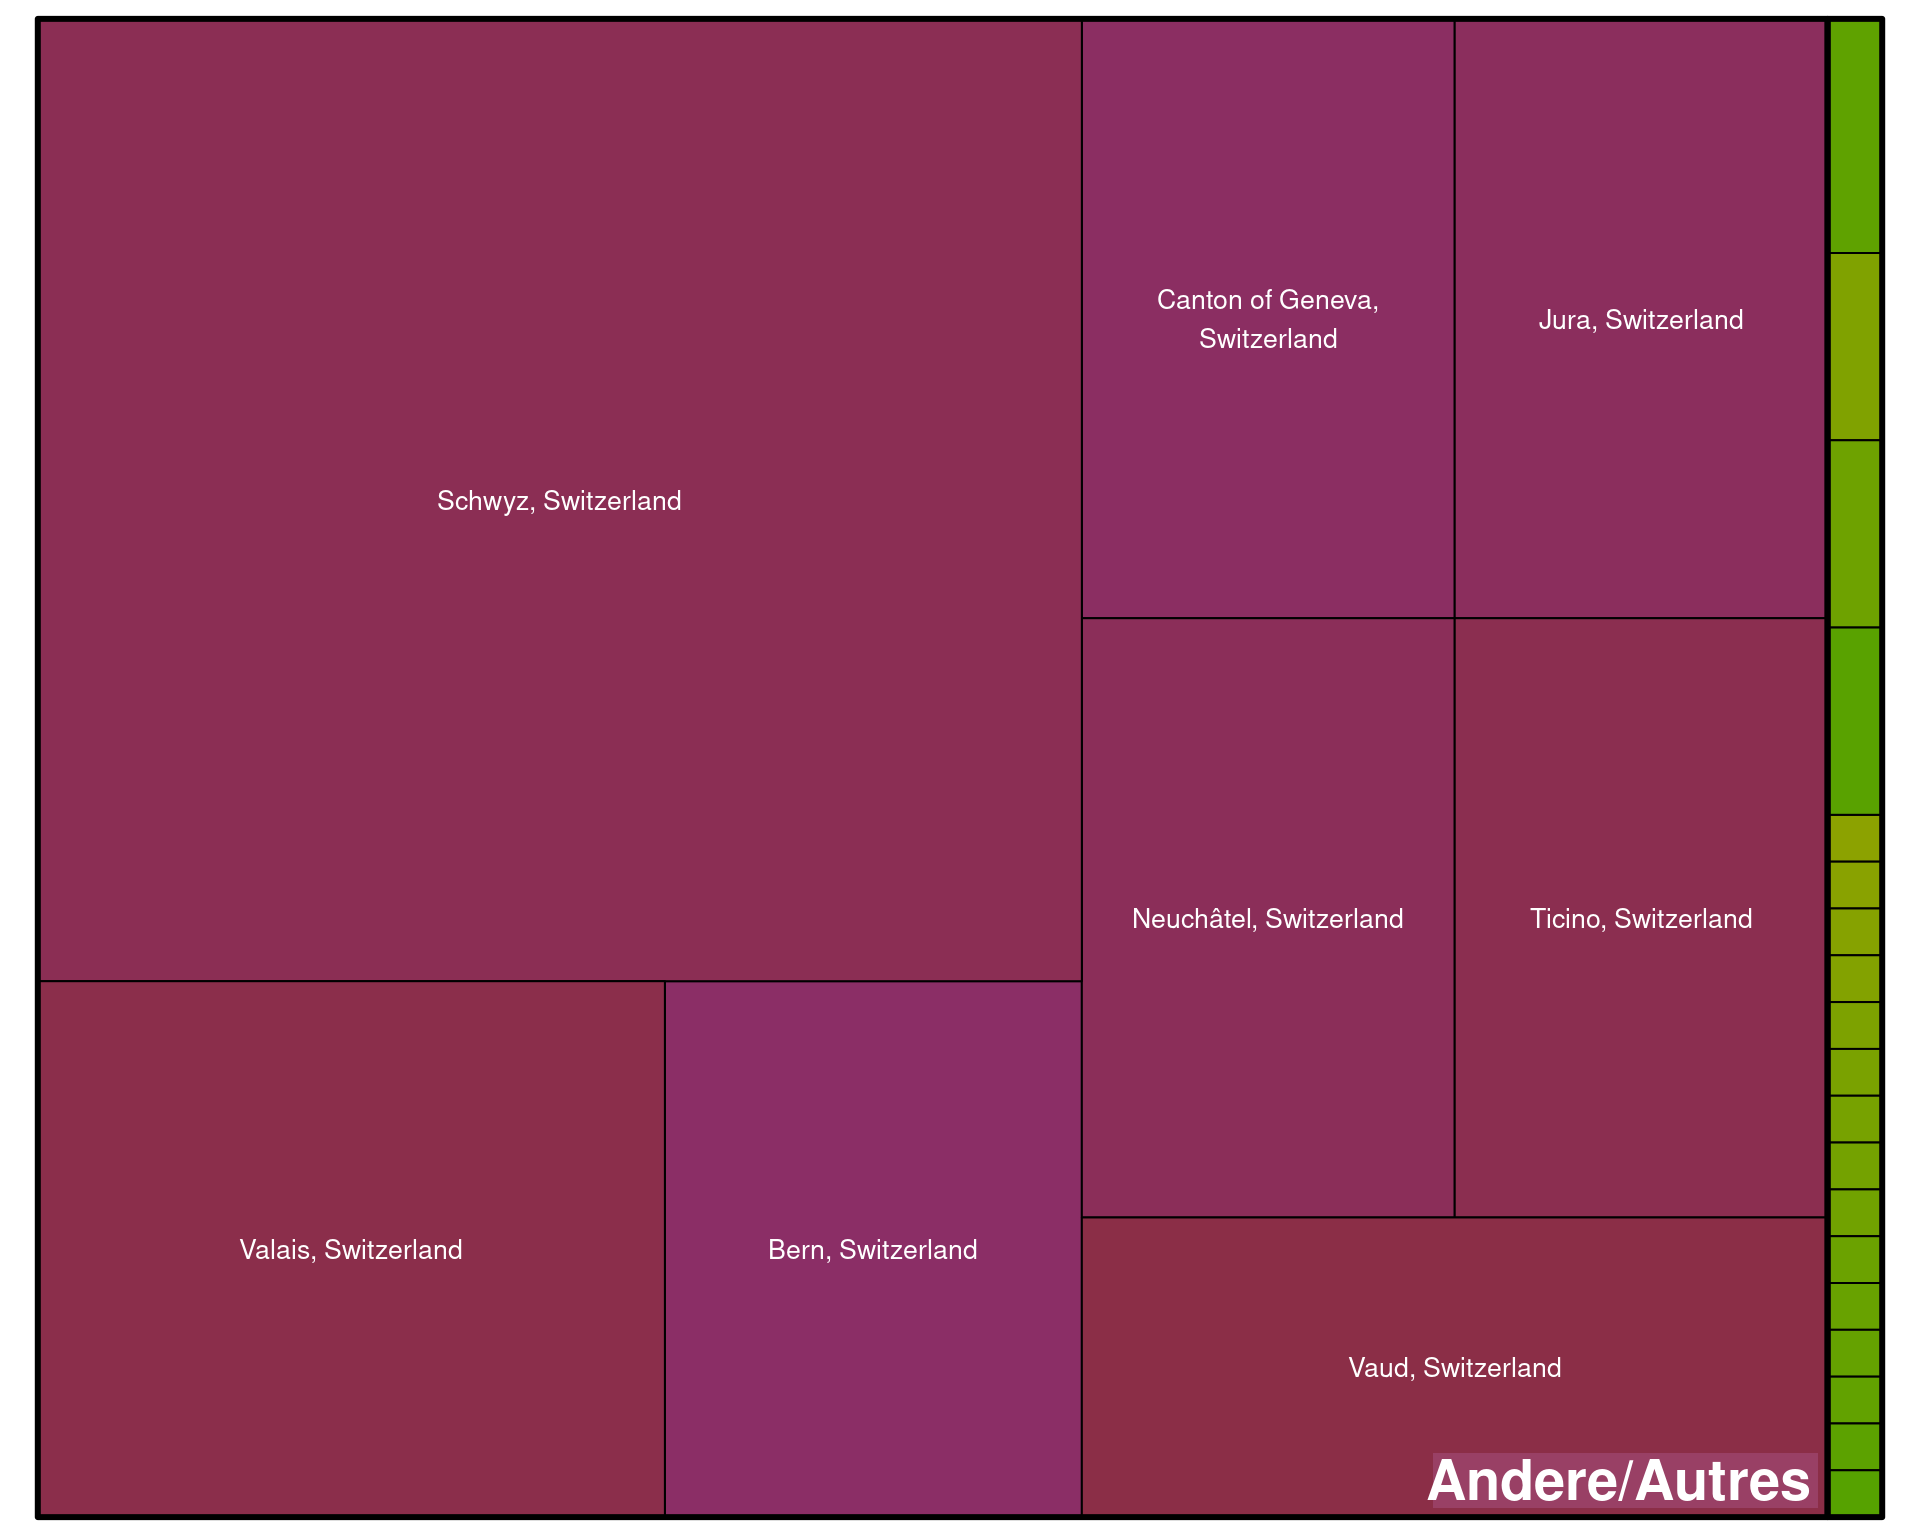 Schwyz, Switzerland
Canton of Geneva,
Switzerland
Jura, Switzerland
Neuchâtel, Switzerland
Ticino, Switzerland
Valais, Switzerland
Bern, Switzerland
Vaud, Switzerland
Andere/Autres